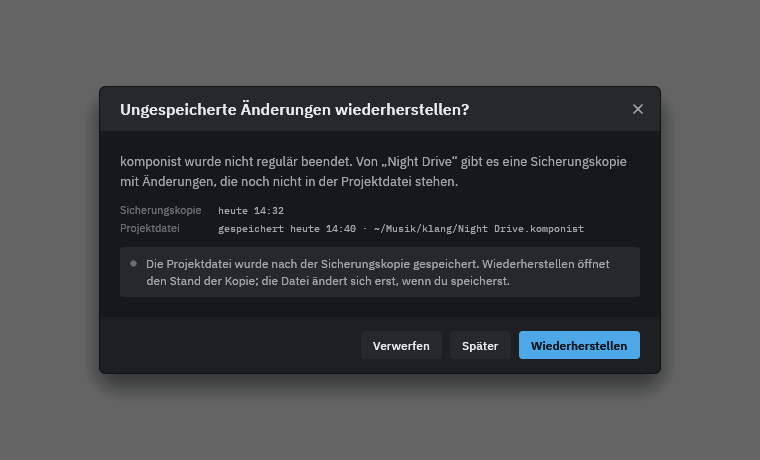 Ungespeicherte Änderungen wiederherstellen?
komponist wurde nicht regulär beendet. Von „Night Drive“ gibt es eine Sicherungskopie
mit Änderungen, die noch nicht in der Projektdatei stehen.
Sicherungskopie heute 14:32
Projektdatei gespeichert heute 14:40 · ~/Musik/klang/Night Drive.komponist
Die Projektdatei wurde nach der Sicherungskopie gespeichert. Wiederherstellen öffnet
den Stand der Kopie; die Datei ändert sich erst, wenn du speicherst.
Verwerfen Später Wiederherstellen